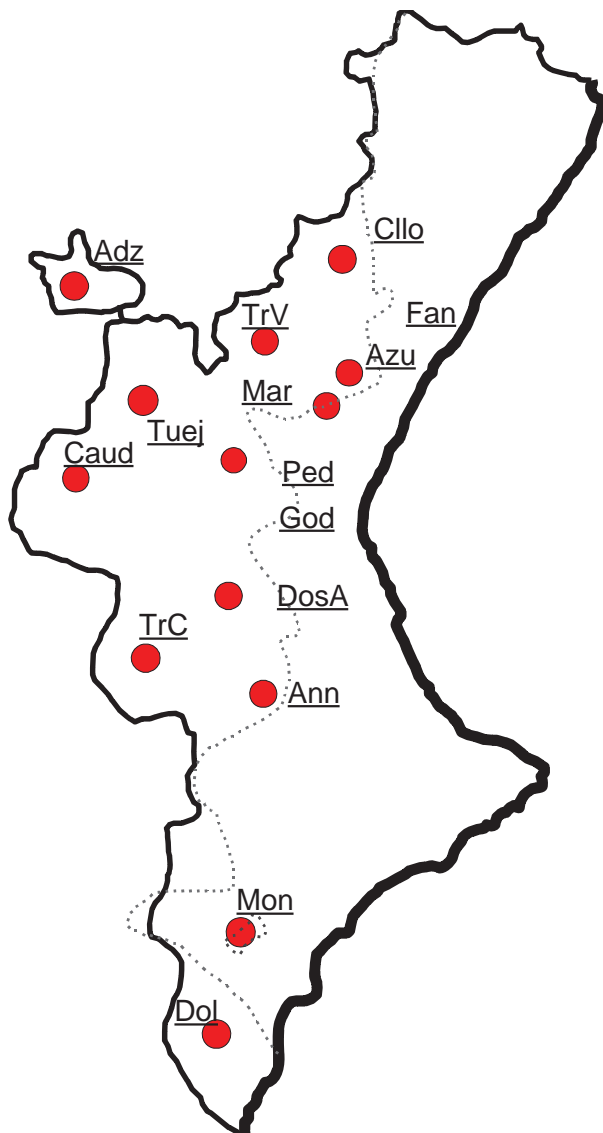 Cllo
Adz
Fan
TrV
Azu
Mar
Tuej
Caud
Ped
God
DosA
TrC
Ann
Mon
Dol